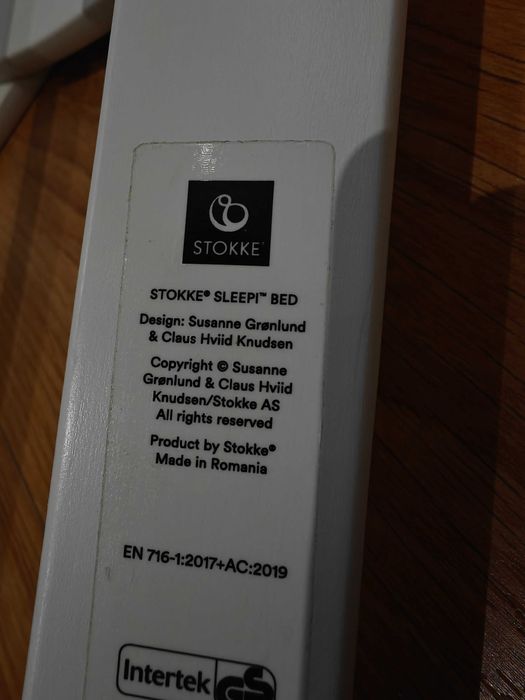 STOKKE
STOKKE® SLEEPI™ BED
Design: Susanne Grønlund
& Claus Hviid Knudsen
Copyright © Susanne
Grønlund & Claus Hviid
Knudsen/Stokke AS
All rights reserved
Product by Stokke®
Made in Romania
EN 716-1:2017+AC:2019
Intertek GS